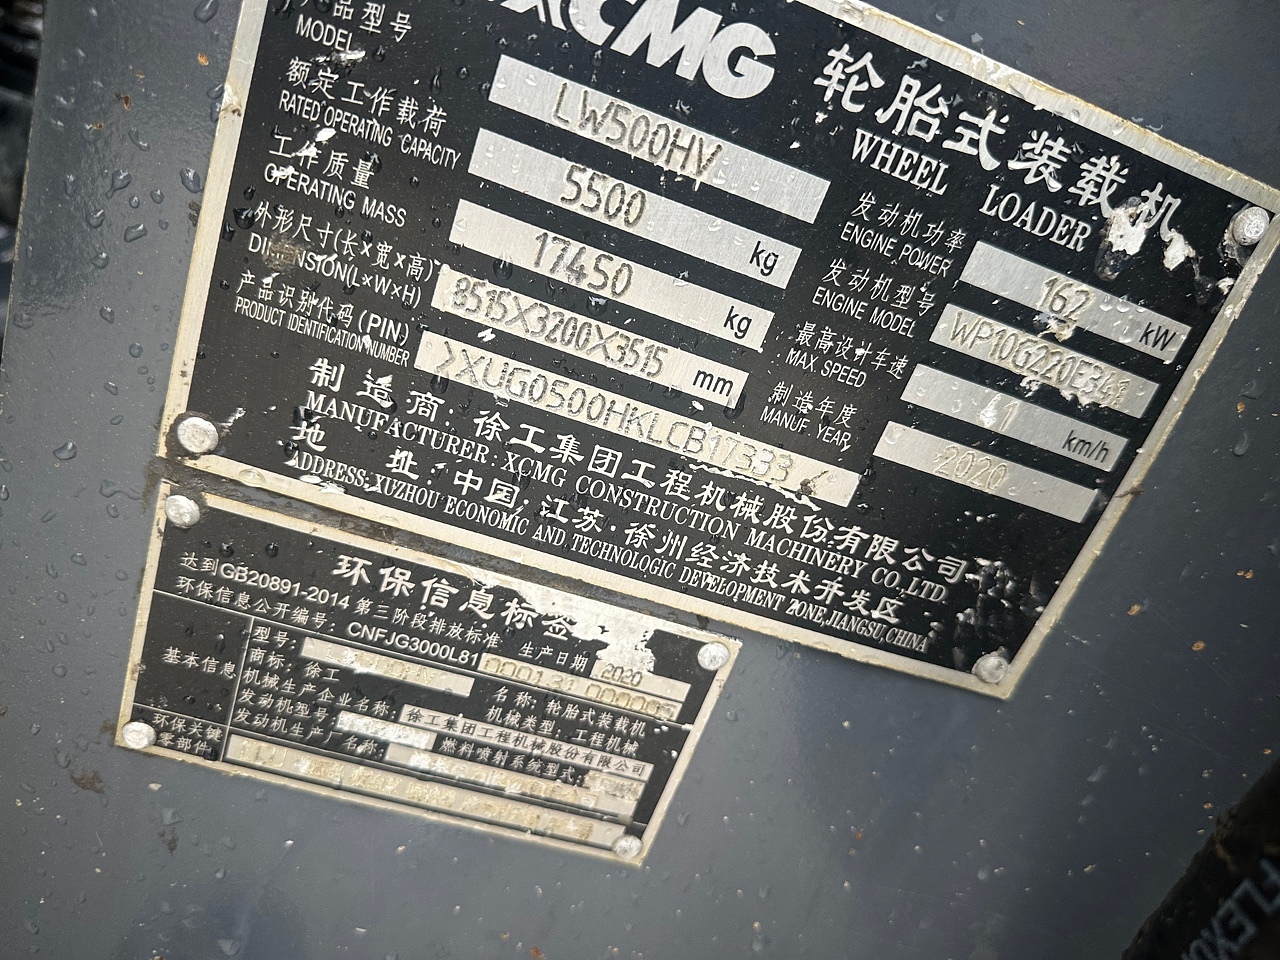 XCMG
轮胎式装载机
WHEEL LOADER
产品型号
MODEL
LW500HV
额定工作载荷
RATED OPERATING CAPACITY
5500 kg
工作质量
OPERATING MASS
17450 kg
外形尺寸(长×宽×高)
DIMENSION(L×W×H)
8515×3200×3515 mm
产品识别代码(PIN)
PRODUCT IDENTIFICATION NUMBER
XUG0500HKLCB17333
发动机功率
ENGINE POWER
162 kW
发动机型号
ENGINE MODEL
WP10G220E34
最高设计车速
MAX. SPEED
41 km/h
制造年度
MANUF. YEAR
2020
制造商:徐工集团工程机械股份有限公司
MANUFACTURER:XCMG CONSTRUCTION MACHINERY CO.,LTD
地 址:中国·江苏·徐州经济技术开发区
ADDRESS:XUZHOU ECONOMIC AND TECHNOLOGIC DEVELOPMENT ZONE,JIANGSU,CHINA
环保信息标签
达到GB20891-2014 第三阶段排放标准 生产日期 2020
环保信息公开编号: CNFJG3000L81
基本信息
型号:
名称: 轮胎式装载机
商标: 徐工
机械类型: 工程机械
机械生产企业名称: 徐工集团工程机械股份有限公司
发动机型号:
燃料喷射系统型式:
发动机生产厂名称:
环保关键
零部件